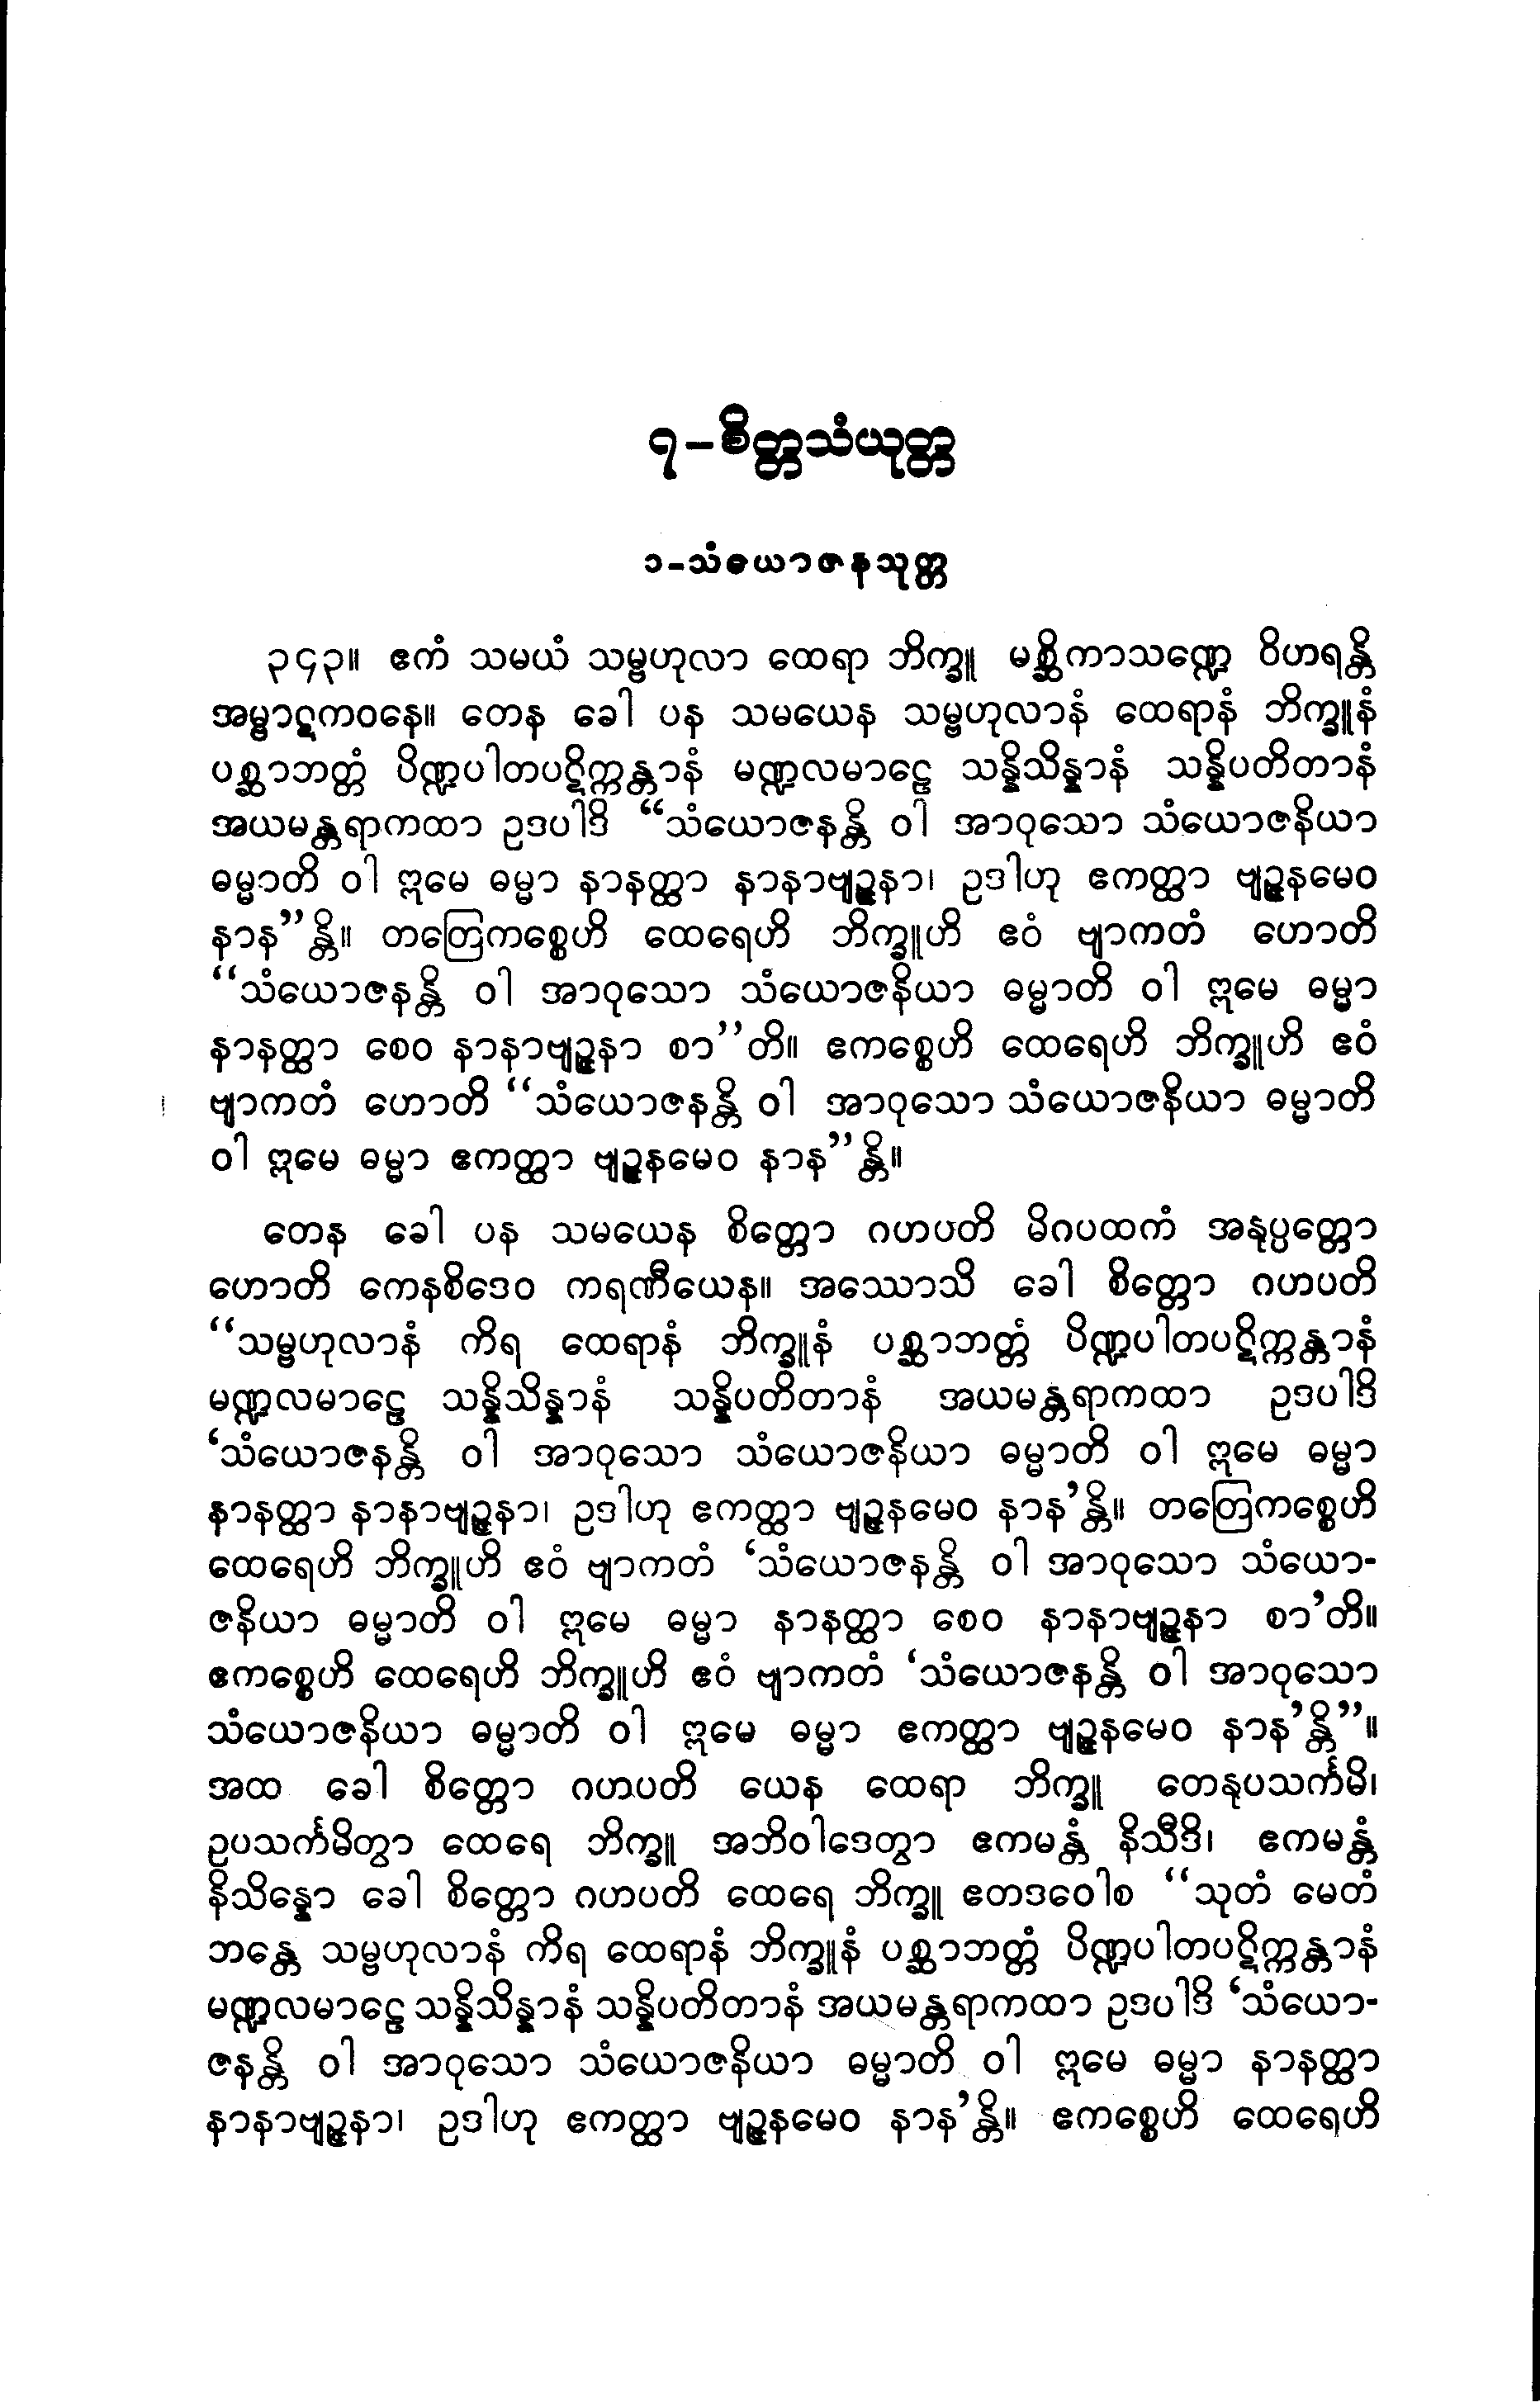 ၇-စိတ္တသံယုတ္တ
၁-သံယောဇနသုတ္တ
၃၄၃။ ဧကံ သမယံ သမ္ဗဟုလာ ထေရာ ဘိက္ခူ မစ္ဆိကာသဏ္ဍေ ဝိဟရန္တိ
အမ္ဗာဋကဝနေ။ တေန ခေါ ပန သမယေန သမ္ဗဟုလာနံ ထေရာနံ ဘိက္ခူနံ
ပစ္ဆာဘတ္တံ ပိဏ္ဍပါတပဋိက္ကန္တာနံ မဏ္ဍလမာဠေ သန္နိသိန္နာနံ သန္နိပတိတာနံ
အယမန္တရာကထာ ဥဒပါဒိ “သံယောဇနန္တိ ဝါ အာဝုသော သံယောဇနိယာ
ဓမ္မာတိ ဝါ ဣမေ ဓမ္မာ နာနတ္ထာ နာနာဗျဉ္ဇနာ၊ ဥဒါဟု ဧကတ္ထာ ဗျဉ္ဇနမေဝ
နာန”န္တိ။ တတြေကစ္စေဟိ ထေရေဟိ ဘိက္ခူဟိ ဧဝံ ဗျာကတံ ဟောတိ
“သံယောဇနန္တိ ဝါ အာဝုသော သံယောဇနိယာ ဓမ္မာတိ ဝါ ဣမေ ဓမ္မာ
နာနတ္ထာ စေဝ နာနာဗျဉ္ဇနာ စာ”တိ။ ဧကစ္စေဟိ ထေရေဟိ ဘိက္ခူဟိ ဧဝံ
ဗျာကတံ ဟောတိ “သံယောဇနန္တိ ဝါ အာဝုသော သံယောဇနိယာ ဓမ္မာတိ
ဝါ ဣမေ ဓမ္မာ ဧကတ္ထာ ဗျဉ္ဇနမေဝ နာန”န္တိ။
တေန ခေါ ပန သမယေန စိတ္တော ဂဟပတိ မိဂပထကံ အနုပ္ပတ္တော
ဟောတိ ကေနစိဒေဝ ကရဏီယေန။ အဿောသိ ခေါ စိတ္တော ဂဟပတိ
“သမ္ဗဟုလာနံ ကိရ ထေရာနံ ဘိက္ခူနံ ပစ္ဆာဘတ္တံ ပိဏ္ဍပါတပဋိက္ကန္တာနံ
မဏ္ဍလမာဠေ သန္နိသိန္နာနံ သန္နိပတိတာနံ အယမန္တရာကထာ ဥဒပါဒိ
‘သံယောဇနန္တိ ဝါ အာဝုသော သံယောဇနိယာ ဓမ္မာတိ ဝါ ဣမေ ဓမ္မာ
နာနတ္ထာ နာနာဗျဉ္ဇနာ၊ ဥဒါဟု ဧကတ္ထာ ဗျဉ္ဇနမေဝ နာန’န္တိ။ တတြေကစ္စေဟိ
ထေရေဟိ ဘိက္ခူဟိ ဧဝံ ဗျာကတံ ‘သံယောဇနန္တိ ဝါ အာဝုသော သံယော-
ဇနိယာ ဓမ္မာတိ ဝါ ဣမေ ဓမ္မာ နာနတ္ထာ စေဝ နာနာဗျဉ္ဇနာ စာ’တိ။
ဧကစ္စေဟိ ထေရေဟိ ဘိက္ခူဟိ ဧဝံ ဗျာကတံ ‘သံယောဇနန္တိ ဝါ အာဝုသော
သံယောဇနိယာ ဓမ္မာတိ ဝါ ဣမေ ဓမ္မာ ဧကတ္ထာ ဗျဉ္ဇနမေဝ နာန’န္တိ”။
အထ ခေါ စိတ္တော ဂဟပတိ ယေန ထေရာ ဘိက္ခူ တေနုပသင်္ကမိ၊
ဥပသင်္ကမိတွာ ထေရေ ဘိက္ခူ အဘိဝါဒေတွာ ဧကမန္တံ နိသီဒိ၊ ဧကမန္တံ
နိသိန္နော ခေါ စိတ္တော ဂဟပတိ ထေရေ ဘိက္ခူ ဧတဒဝေါစ “သုတံ မေတံ
ဘန္တေ သမ္ဗဟုလာနံ ကိရ ထေရာနံ ဘိက္ခူနံ ပစ္ဆာဘတ္တံ ပိဏ္ဍပါတပဋိက္ကန္တာနံ
မဏ္ဍလမာဠေ သန္နိသိန္နာနံ သန္နိပတိတာနံ အယမန္တရာကထာ ဥဒပါဒိ ‘သံယော-
ဇနန္တိ ဝါ အာဝုသော သံယောဇနိယာ ဓမ္မာတိ ဝါ ဣမေ ဓမ္မာ နာနတ္ထာ
နာနာဗျဉ္ဇနာ၊ ဥဒါဟု ဧကတ္ထာ ဗျဉ္ဇနမေဝ နာန’န္တိ။ ဧကစ္စေဟိ ထေရေဟိ